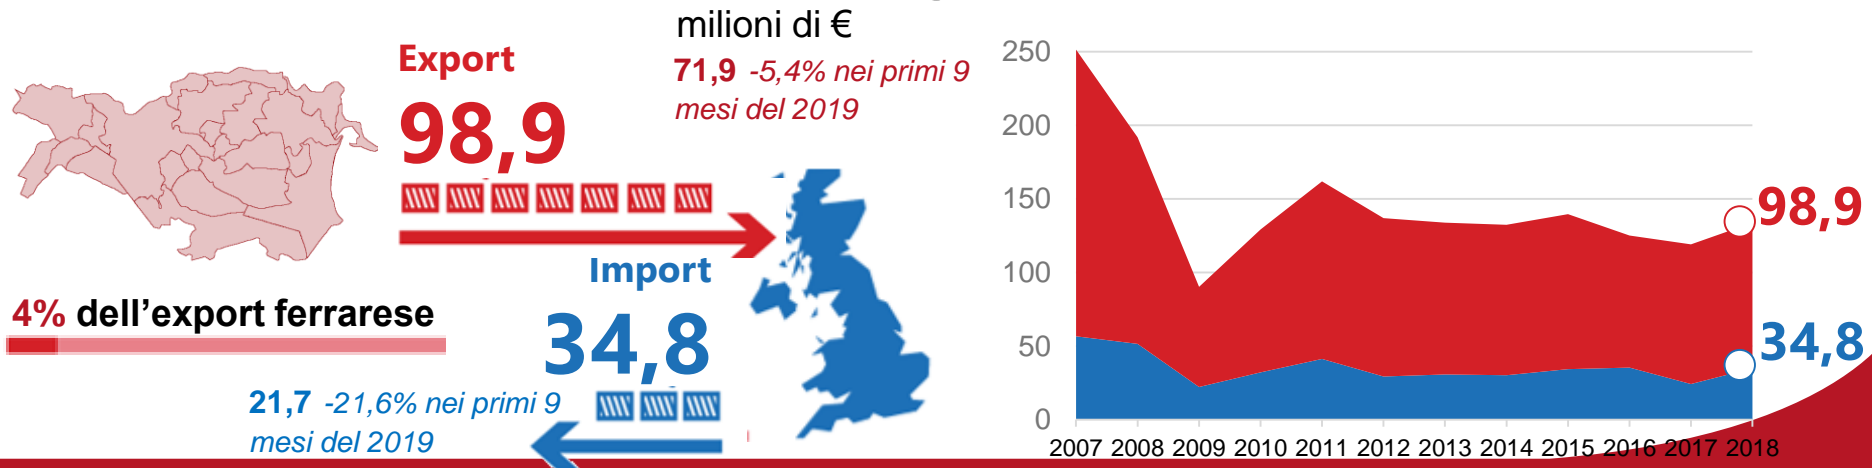 milioni di €
Export
98,9
71,9 -5,4% nei primi 9
mesi del 2019
Import
34,8
4% dell'export ferrarese
21,7 -21,6% nei primi 9
mesi del 2019
250
200
150
100
50
0
98,9
34,8
2007 2008 2009 2010 2011 2012 2013 2014 2015 2016 2017 2018